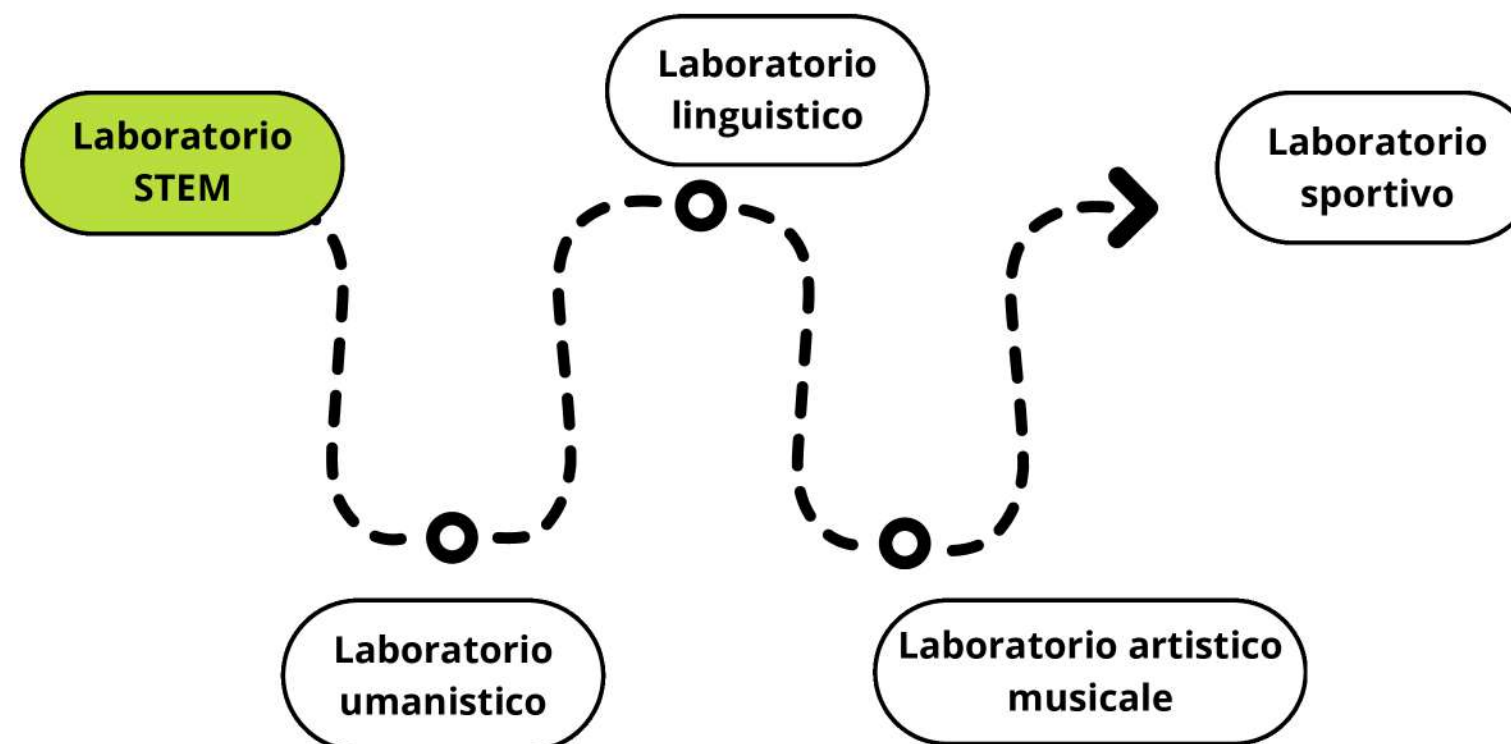 Laboratorio
STEM
Laboratorio
umanistico
Laboratorio
linguistico
Laboratorio artistico
musicale
Laboratorio
sportivo